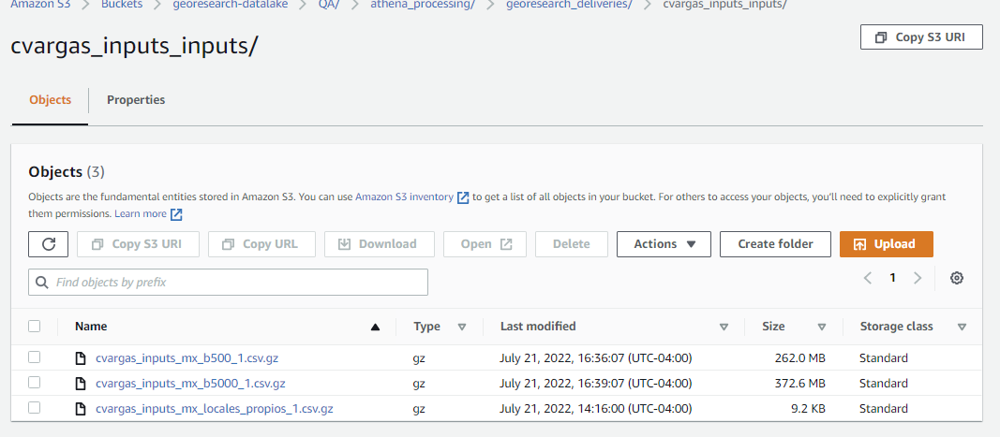 Amazon S3 > Buckets > georesearch-datalake > QA/ > athena_processing/ > georesearch_deliveries/ > cvargas_inputs_inputs/
cvargas_inputs_inputs/
Copy S3 URI
Objects
Properties
Objects (3)
Objects are the fundamental entities stored in Amazon S3. You can use Amazon S3 inventory to get a list of all objects in your bucket. For others to access your objects, you'll need to explicitly grant
them permissions. Learn more
Copy S3 URI Copy URL Download Open Delete Actions Create folder Upload
Find objects by prefix
1
Name Type Last modified Size Storage class
cvargas_inputs_mx_b500_1.csv.gz gz July 21, 2022, 16:36:07 (UTC-04:00) 262.0 MB Standard
cvargas_inputs_mx_b5000_1.csv.gz gz July 21, 2022, 16:39:07 (UTC-04:00) 372.6 MB Standard
cvargas_inputs_mx_locales_propios_1.csv.gz gz July 21, 2022, 14:16:00 (UTC-04:00) 9.2 KB Standard